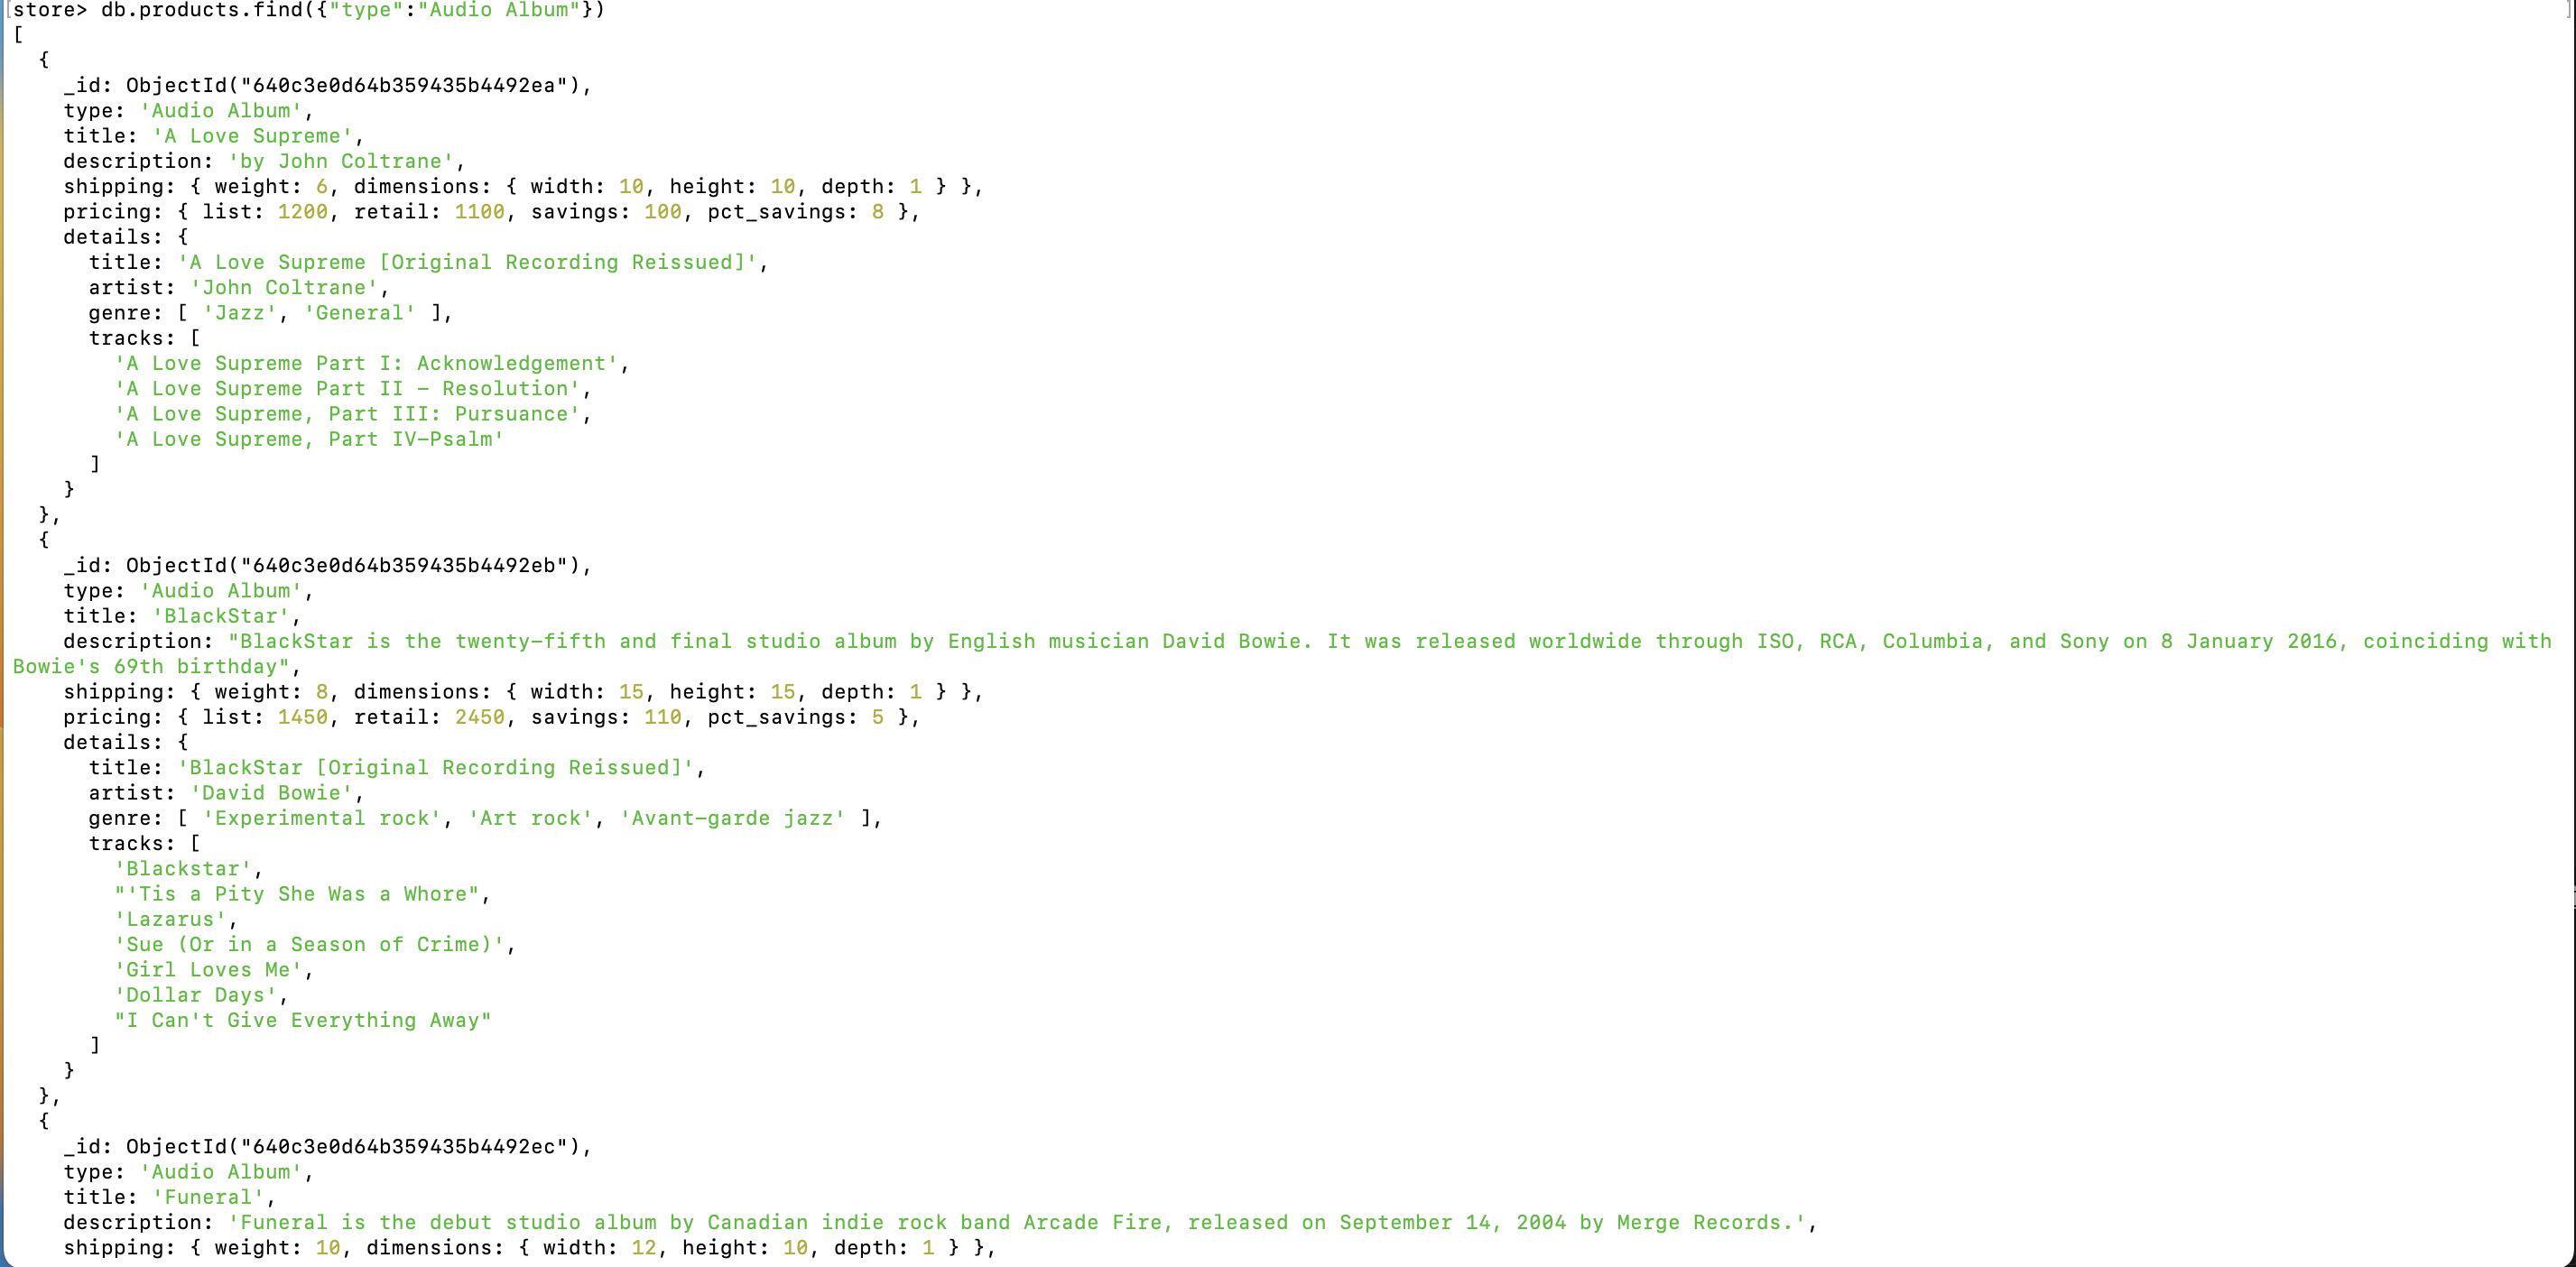 store> db.products.find({"type":"Audio Album"})
[
  {
    _id: ObjectId("640c3e0d64b359435b4492ea"),
    type: 'Audio Album',
    title: 'A Love Supreme',
    description: 'by John Coltrane',
    shipping: { weight: 6, dimensions: { width: 10, height: 10, depth: 1 } },
    pricing: { list: 1200, retail: 1100, savings: 100, pct_savings: 8 },
    details: {
      title: 'A Love Supreme [Original Recording Reissued]',
      artist: 'John Coltrane',
      genre: [ 'Jazz', 'General' ],
      tracks: [
        'A Love Supreme Part I: Acknowledgement',
        'A Love Supreme Part II - Resolution',
        'A Love Supreme, Part III: Pursuance',
        'A Love Supreme, Part IV-Psalm'
      ]
    }
  },
  {
    _id: ObjectId("640c3e0d64b359435b4492eb"),
    type: 'Audio Album',
    title: 'BlackStar',
    description: "BlackStar is the twenty-fifth and final studio album by English musician David Bowie. It was released worldwide through ISO, RCA, Columbia, and Sony on 8 January 2016, coinciding with
Bowie's 69th birthday",
    shipping: { weight: 8, dimensions: { width: 15, height: 15, depth: 1 } },
    pricing: { list: 1450, retail: 2450, savings: 110, pct_savings: 5 },
    details: {
      title: 'BlackStar [Original Recording Reissued]',
      artist: 'David Bowie',
      genre: [ 'Experimental rock', 'Art rock', 'Avant-garde jazz' ],
      tracks: [
        'Blackstar',
        "'Tis a Pity She Was a Whore",
        'Lazarus',
        'Sue (Or in a Season of Crime)',
        'Girl Loves Me',
        'Dollar Days',
        "I Can't Give Everything Away"
      ]
    }
  },
  {
    _id: ObjectId("640c3e0d64b359435b4492ec"),
    type: 'Audio Album',
    title: 'Funeral',
    description: 'Funeral is the debut studio album by Canadian indie rock band Arcade Fire, released on September 14, 2004 by Merge Records.',
    shipping: { weight: 10, dimensions: { width: 12, height: 10, depth: 1 } },